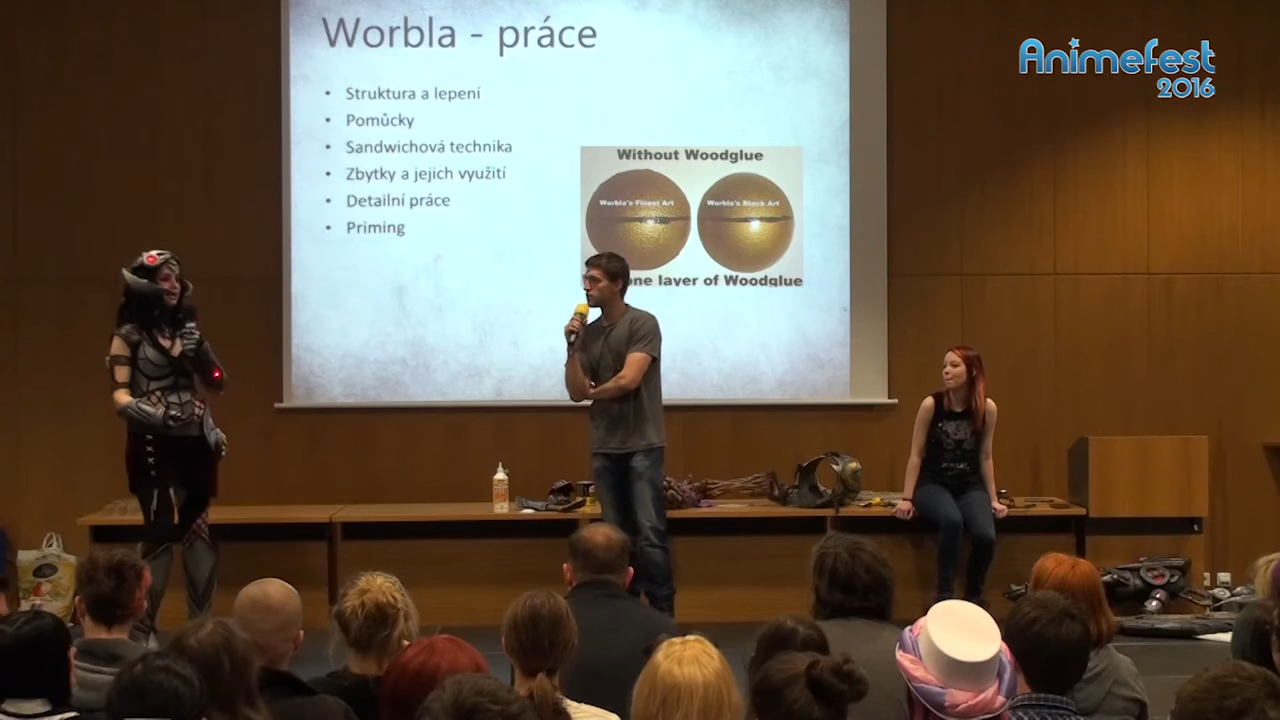 Worbla - práce
• Struktura a lepení
• Pomůcky
• Sandwichová technika
• Zbytky a jejich využití
• Detailní práce
• Priming
Without Woodglue
Worbla's Finest Art
Worbla's Black Art
one layer of Woodglue
AnimeFest
2016